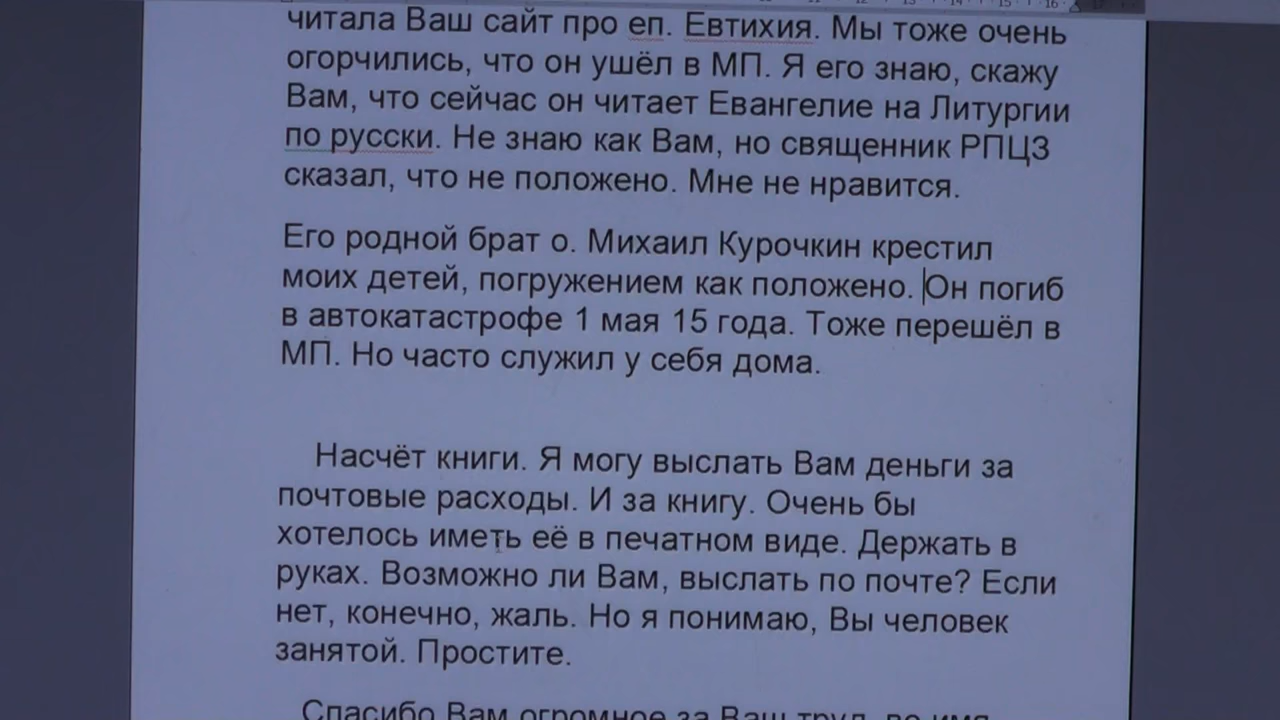 читала Ваш сайт про еп. Евтихия. Мы тоже очень
огорчились, что он ушёл в МП. Я его знаю, скажу
Вам, что сейчас он читает Евангелие на Литургии
по русски. Не знаю как Вам, но священник РПЦЗ
сказал, что не положено. Мне не нравится.
Его родной брат о. Михаил Курочкин крестил
моих детей, погружением как положено. Он погиб
в автокатастрофе 1 мая 15 года. Тоже перешёл в
МП. Но часто служил у себя дома.
Насчёт книги. Я могу выслать Вам деньги за
почтовые расходы. И за книгу. Очень бы
хотелось иметь её в печатном виде. Держать в
руках. Возможно ли Вам, выслать по почте? Если
нет, конечно, жаль. Но я понимаю, Вы человек
занятой. Простите.
Спасибо Вам огромное за Ваш труд, во имя